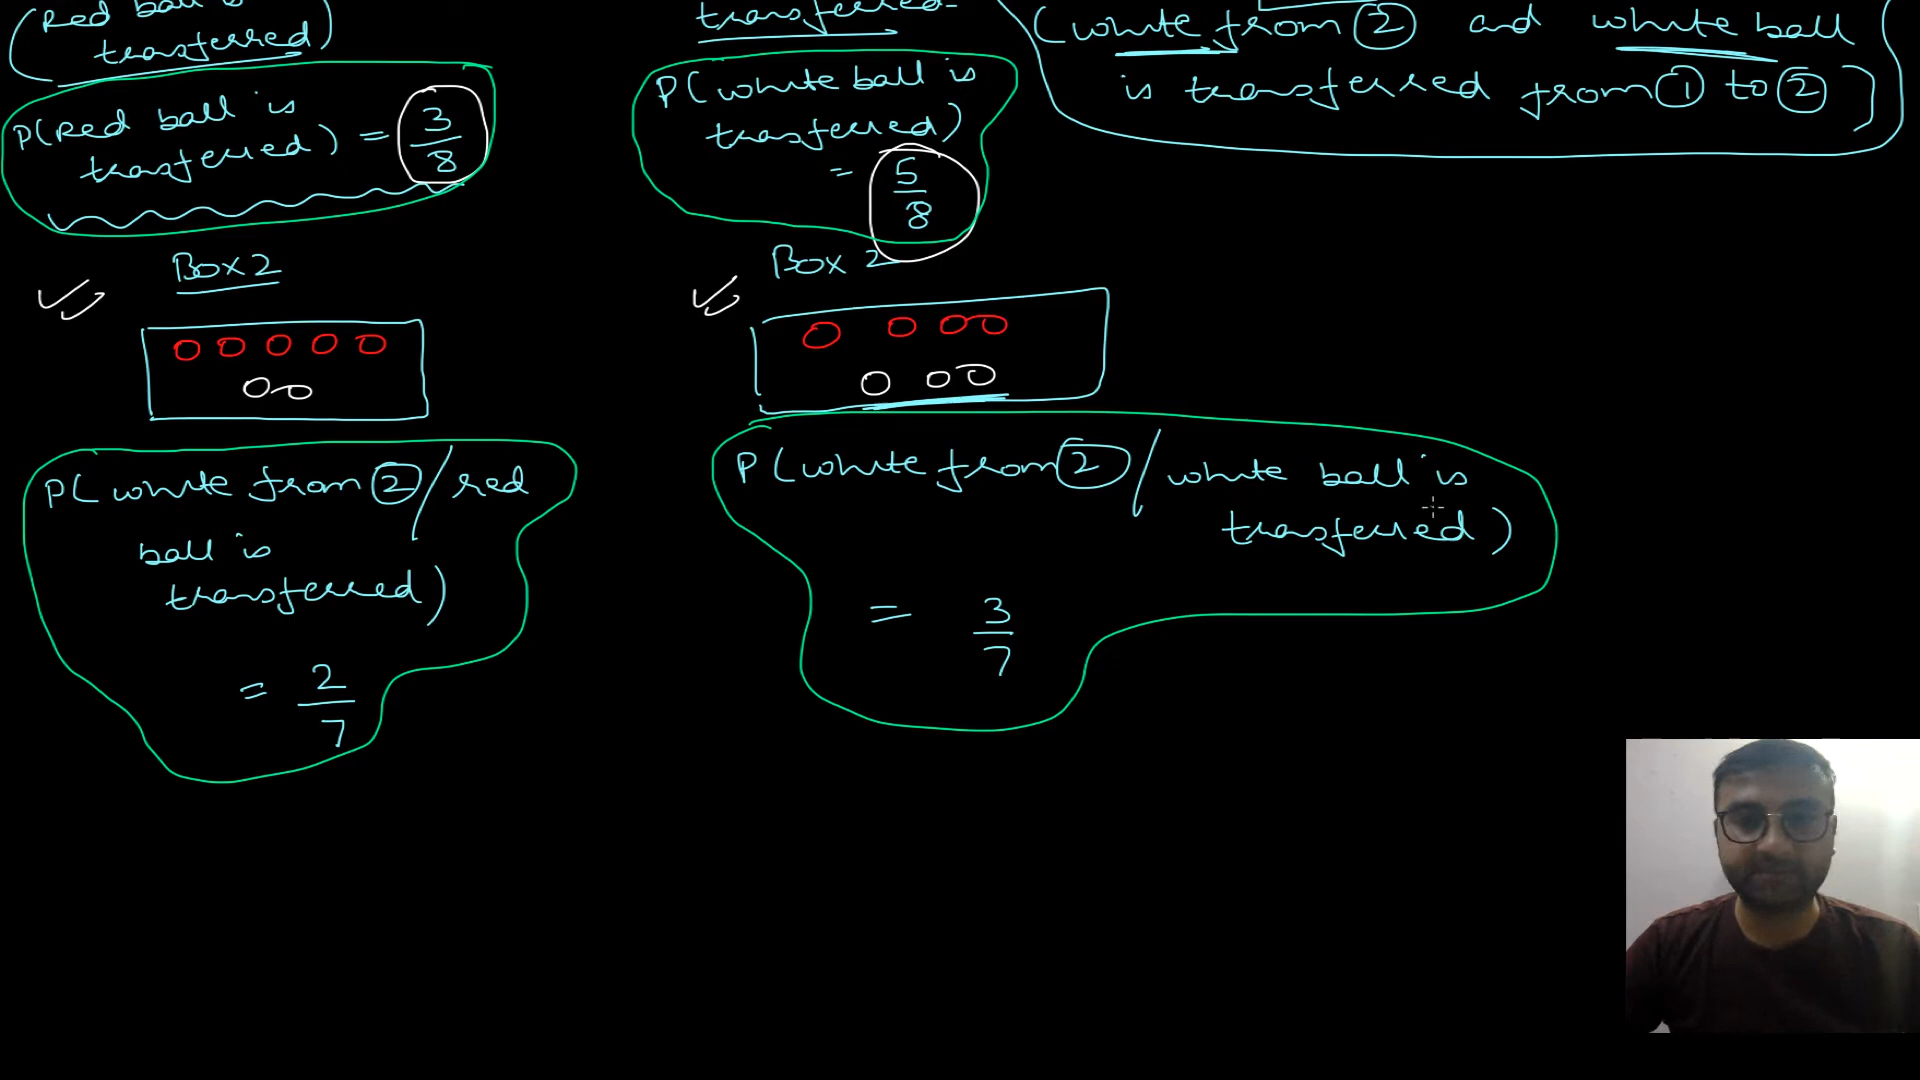 (Red ball is
transferred)
P(Red ball is
transferred) = 3/8
Box 2
P(white from 2 / red
ball is
transferred)
= 2/7
transferred
P(white ball is
trasferred)
= 5/8
Box 2
P(white from 2 / white ball is
transferred)
= 3/7
(white from 2 and white ball
is transferred from 1 to 2)